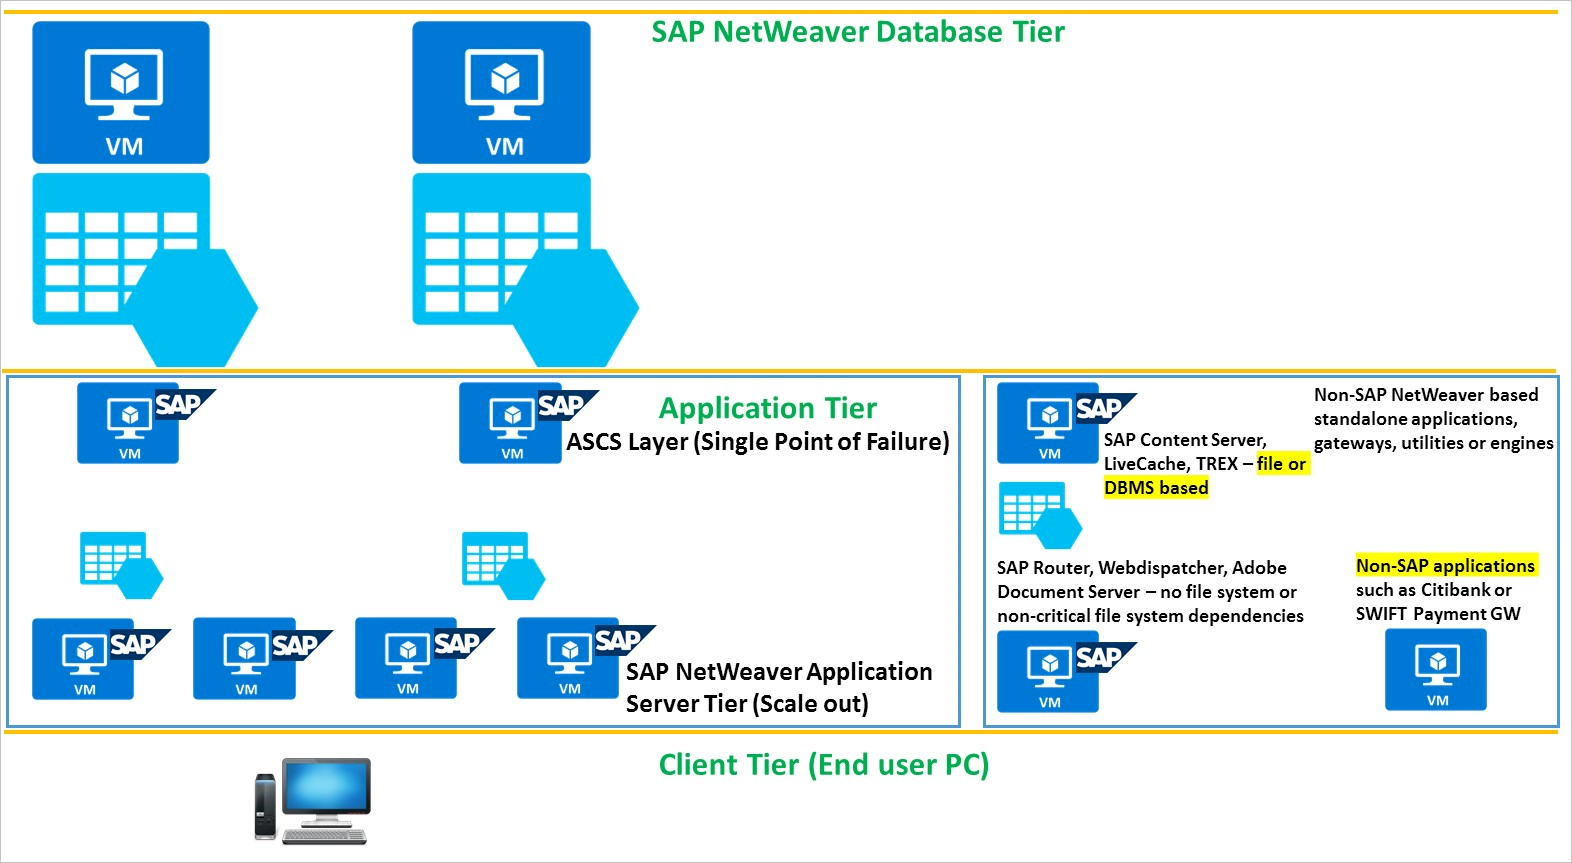 SAP NetWeaver Database Tier
VM
VM
SAP
SAP
Application Tier
ASCS Layer (Single Point of Failure)
VM
VM
SAP
SAP
SAP
SAP
SAP NetWeaver Application
Server Tier (Scale out)
VM
VM
VM
VM
SAP
VM
Non-SAP NetWeaver based
standalone applications,
gateways, utilities or engines
SAP Content Server,
LiveCache, TREX – file or
DBMS based
SAP Router, Webdispatcher, Adobe
Document Server – no file system or
non-critical file system dependencies
SAP
VM
Non-SAP applications
such as Citibank or
SWIFT Payment GW
VM
Client Tier (End user PC)